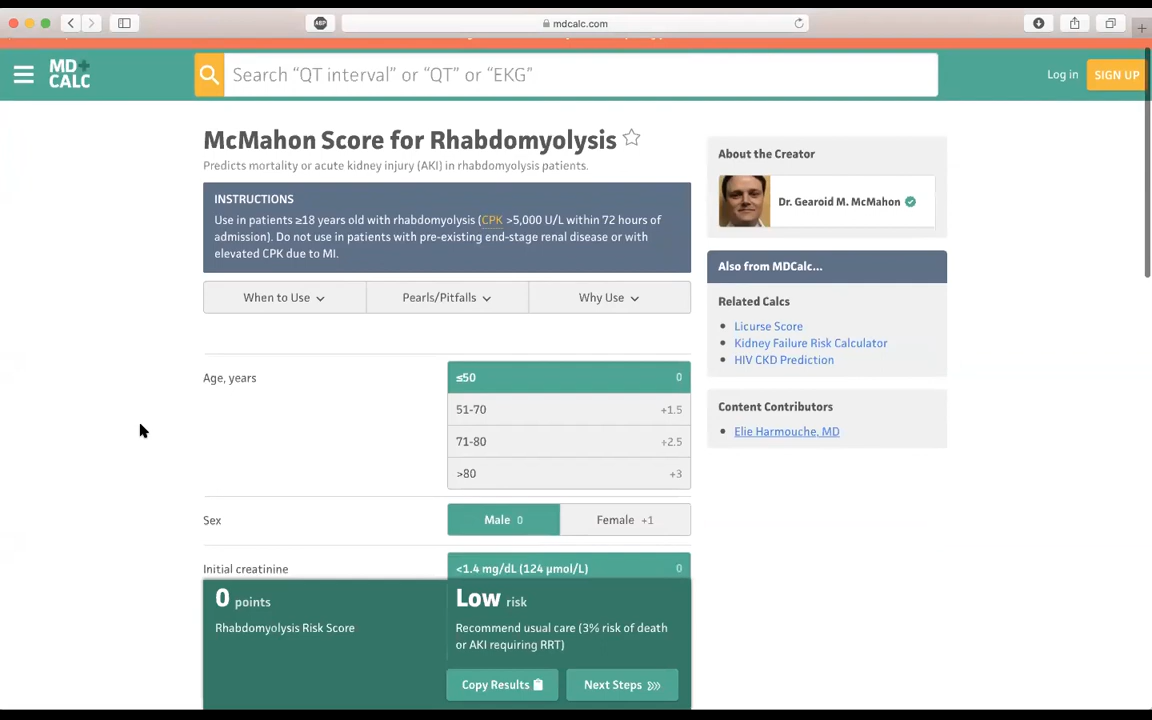 ABP
mdcalc.com
MD+
CALC
Search “QT interval” or “QT” or “EKG”
Log in
SIGN UP
McMahon Score for Rhabdomyolysis
Predicts mortality or acute kidney injury (AKI) in rhabdomyolysis patients.
INSTRUCTIONS
Use in patients ≥18 years old with rhabdomyolysis (CPK >5,000 U/L within 72 hours of
admission). Do not use in patients with pre-existing end-stage renal disease or with
elevated CPK due to MI.
When to Use
Pearls/Pitfalls
Why Use
Age, years
≤50 0
51-70 +1.5
71-80 +2.5
>80 +3
Sex
Male 0
Female +1
Initial creatinine
<1.4 mg/dL (124 µmol/L) 0
0 points
Rhabdomyolysis Risk Score
Low risk
Recommend usual care (3% risk of death
or AKI requiring RRT)
Copy Results
Next Steps
About the Creator
Dr. Gearoid M. McMahon
Also from MDCalc...
Related Calcs
Licurse Score
Kidney Failure Risk Calculator
HIV CKD Prediction
Content Contributors
Elie Harmouche, MD